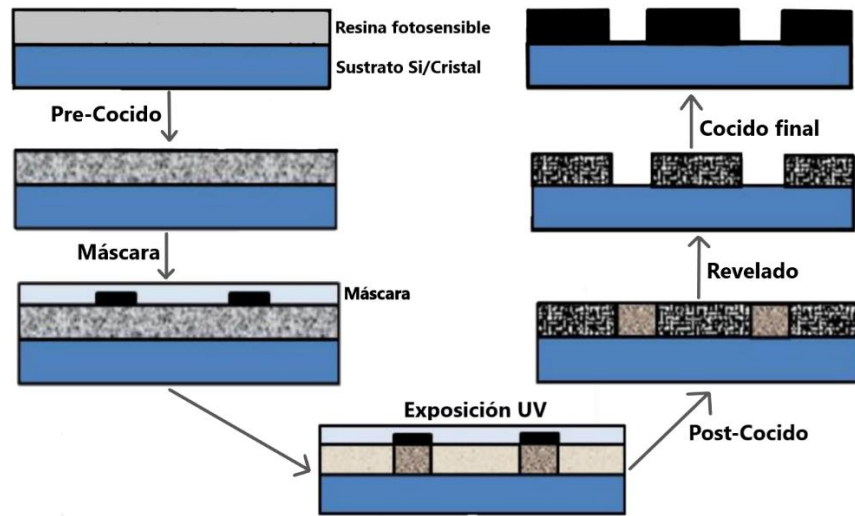 Resina fotosensible
Sustrato Si/Cristal
Pre-Cocido
Máscara
Máscara
Exposición UV
Post-Cocido
Revelado
Cocido final